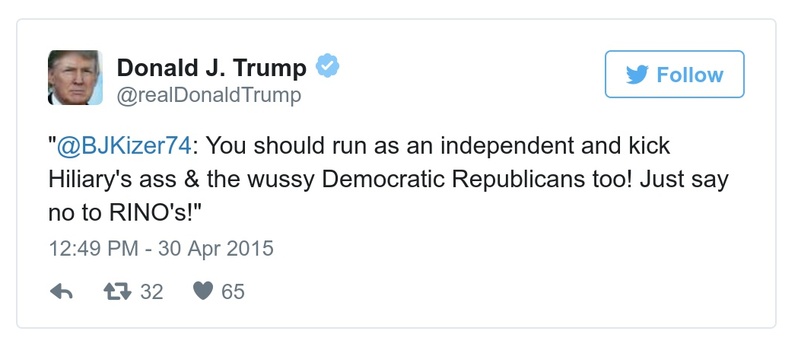 Donald J. Trump
@realDonaldTrump
Follow
"@BJKizer74: You should run as an independent and kick
Hiliary's ass & the wussy Democratic Republicans too! Just say
no to RINO's!"
12:49 PM - 30 Apr 2015
32 65